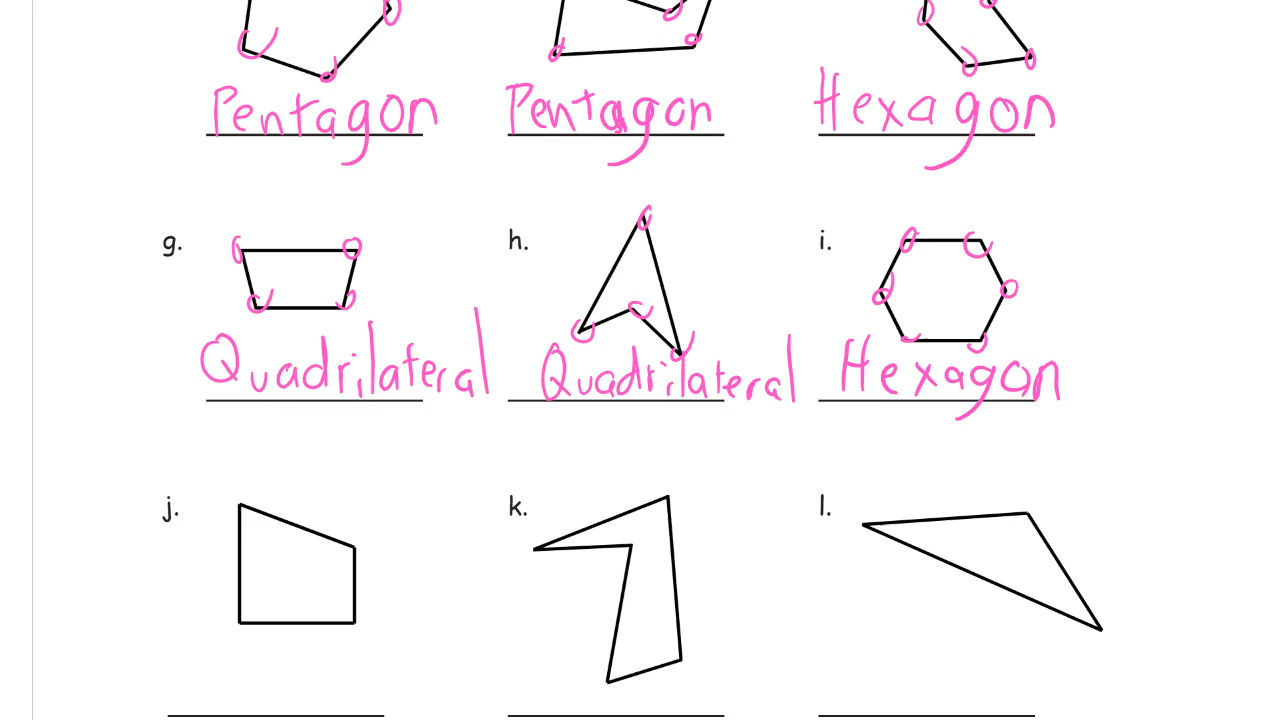 Pentagon Pentagon Hexagon
g. h. i.
Quadrilateral Quadrilateral Hexagon
j. k. l.